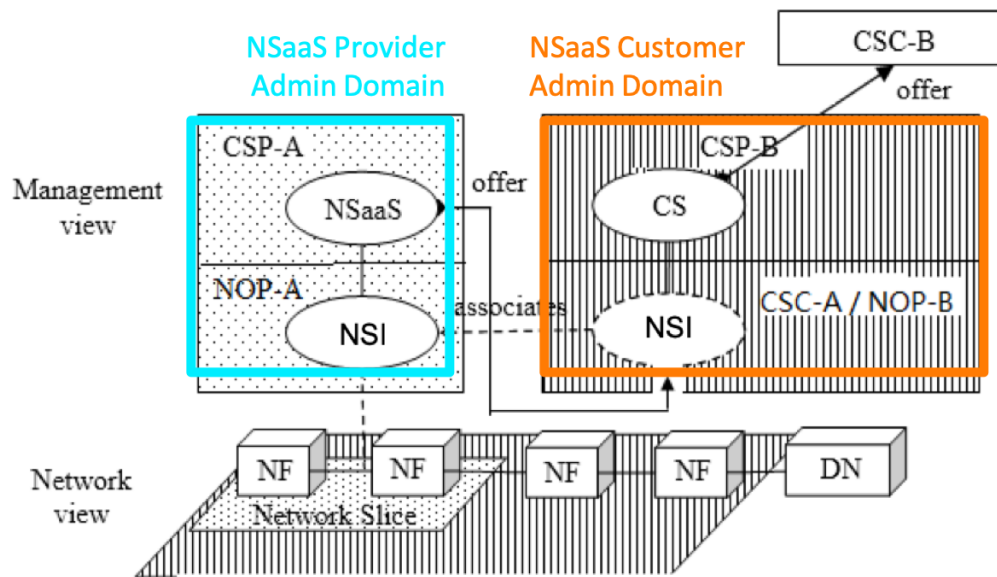 NSaaS Provider
Admin Domain
NSaaS Customer
Admin Domain
CSC-B
offer
CSP-A
CSP-B
Management
view
NSaaS
offer
CS
NOP-A
associates
CSC-A / NOP-B
NSI
NSI
Network
view
NF
NF
NF
NF
DN
Network Slice